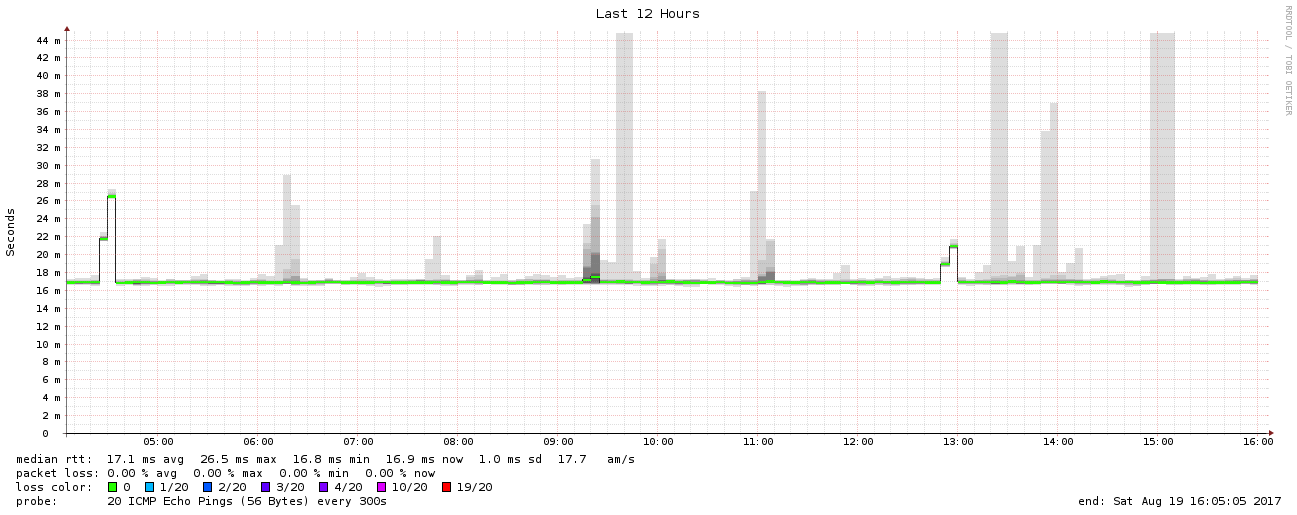 Last 12 Hours
RRDTOOL / TOBI OETIKER
Seconds
44 m
42 m
40 m
38 m
36 m
34 m
32 m
30 m
28 m
26 m
24 m
22 m
20 m
18 m
16 m
14 m
12 m
10 m
8 m
6 m
4 m
2 m
0
05:00 06:00 07:00 08:00 09:00 10:00 11:00 12:00 13:00 14:00 15:00 16:00
median rtt: 17.1 ms avg 26.5 ms max 16.8 ms min 16.9 ms now 1.0 ms sd 17.7 am/s
packet loss: 0.00 % avg 0.00 % max 0.00 % min 0.00 % now
loss color: 0 1/20 2/20 3/20 4/20 10/20 19/20
probe: 20 ICMP Echo Pings (56 Bytes) every 300s end: Sat Aug 19 16:05:05 2017